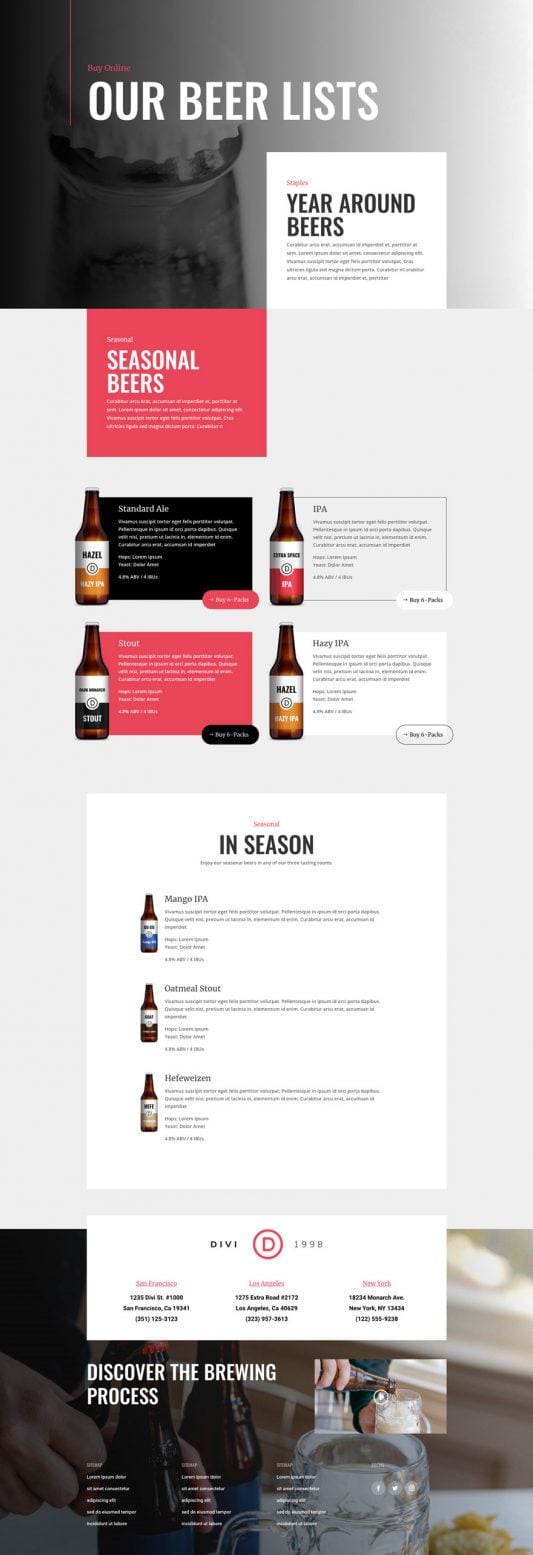 Buy Online
OUR BEER LISTS
Staples
YEAR AROUND
BEERS
Curabitur arcu erat, accumsan id imperdiet et, porttitor at
sem. Lorem ipsum dolor sit amet, consectetur adipiscing elit.
Vivamus suscipit tortor eget felis porttitor volutpat. Cras
ultricies ligula sed magna dictum porta. Curabitur nCurabitur
arcu erat, accumsan id imperdiet et, porttitor
Seasonal
SEASONAL
BEERS
Curabitur arcu erat, accumsan id imperdiet et, porttitor at
sem. Lorem ipsum dolor sit amet, consectetur adipiscing elit.
Vivamus suscipit tortor eget felis porttitor volutpat. Cras
ultricies ligula sed magna dictum porta. Curabitur n
HAZEL
D
HAZY IPA
Standard Ale
Vivamus suscipit tortor eget felis porttitor volutpat.
Pellentesque in ipsum id orci porta dapibus. Quisque
velit nisi, pretium ut lacinia in, elementum id enim.
Curabitur arcu erat, accumsan id imperdiet
Hops: Lorem Ipsum
Yeast: Dolor Amet
4.8% ABV / 4 IBUs
→ Buy 6-Packs
EXTRA SPACE
D
IPA
IPA
Vivamus suscipit tortor eget felis porttitor volutpat.
Pellentesque in ipsum id orci porta dapibus. Quisque
velit nisi, pretium ut lacinia in, elementum id enim.
Curabitur arcu erat, accumsan id imperdiet
Hops: Lorem Ipsum
Yeast: Dolor Amet
4.8% ABV / 4 IBUs
→ Buy 6-Packs
DARK MONARCH
D
STOUT
Stout
Vivamus suscipit tortor eget felis porttitor volutpat.
Pellentesque in ipsum id orci porta dapibus. Quisque
velit nisi, pretium ut lacinia in, elementum id enim.
Curabitur arcu erat, accumsan id imperdiet
Hops: Lorem Ipsum
Yeast: Dolor Amet
4.8% ABV / 4 IBUs
→ Buy 6-Packs
HAZEL
D
HAZY IPA
Hazy IPA
Vivamus suscipit tortor eget felis porttitor volutpat.
Pellentesque in ipsum id orci porta dapibus. Quisque
velit nisi, pretium ut lacinia in, elementum id enim.
Curabitur arcu erat, accumsan id imperdiet
Hops: Lorem Ipsum
Yeast: Dolor Amet
4.8% ABV / 4 IBUs
→ Buy 6-Packs
Seasonal
IN SEASON
Enjoy our seasonal beers in any of our three tasting rooms
Mango IPA
Mango IPA
Vivamus suscipit tortor eget felis porttitor volutpat. Pellentesque in ipsum id orci porta dapibus.
Quisque velit nisi, pretium ut lacinia in, elementum id enim. Curabitur arcu erat, accumsan id
imperdiet
Hops: Lorem Ipsum
Yeast: Dolor Amet
4.8% ABV / 4 IBUs
GOAT
Oatmeal Stout
Vivamus suscipit tortor eget felis porttitor volutpat. Pellentesque in ipsum id orci porta dapibus.
Quisque velit nisi, pretium ut lacinia in, elementum id enim. Curabitur arcu erat, accumsan id
imperdiet
Hops: Lorem Ipsum
Yeast: Dolor Amet
4.8% ABV / 4 IBUs
HEFE
Hefeweizen
Vivamus suscipit tortor eget felis porttitor volutpat. Pellentesque in ipsum id orci porta dapibus.
Quisque velit nisi, pretium ut lacinia in, elementum id enim. Curabitur arcu erat, accumsan id
imperdiet
Hops: Lorem Ipsum
Yeast: Dolor Amet
4.8% ABV / 4 IBUs
DIVI D 1998
San Francisco
1235 Divi St. #1000
San Francisco, Ca 19341
(351) 125-3123
Los Angeles
1275 Extra Road #2172
Los Angeles, Ca 40629
(323) 957-3613
New York
18234 Monarch Ave.
New York, NY 13434
(122) 555-9238
DISCOVER THE BREWING
PROCESS
SITEMAP
Lorem ipsum dolor
sit amet consectetur
adipiscing elit
sed do eiusmod tempor
incididunt ut labore
SITEMAP
Lorem ipsum dolor
sit amet consectetur
adipiscing elit
sed do eiusmod tempor
incididunt ut labore
SITEMAP
Lorem ipsum dolor
sit amet consectetur
adipiscing elit
sed do eiusmod tempor
incididunt ut labore